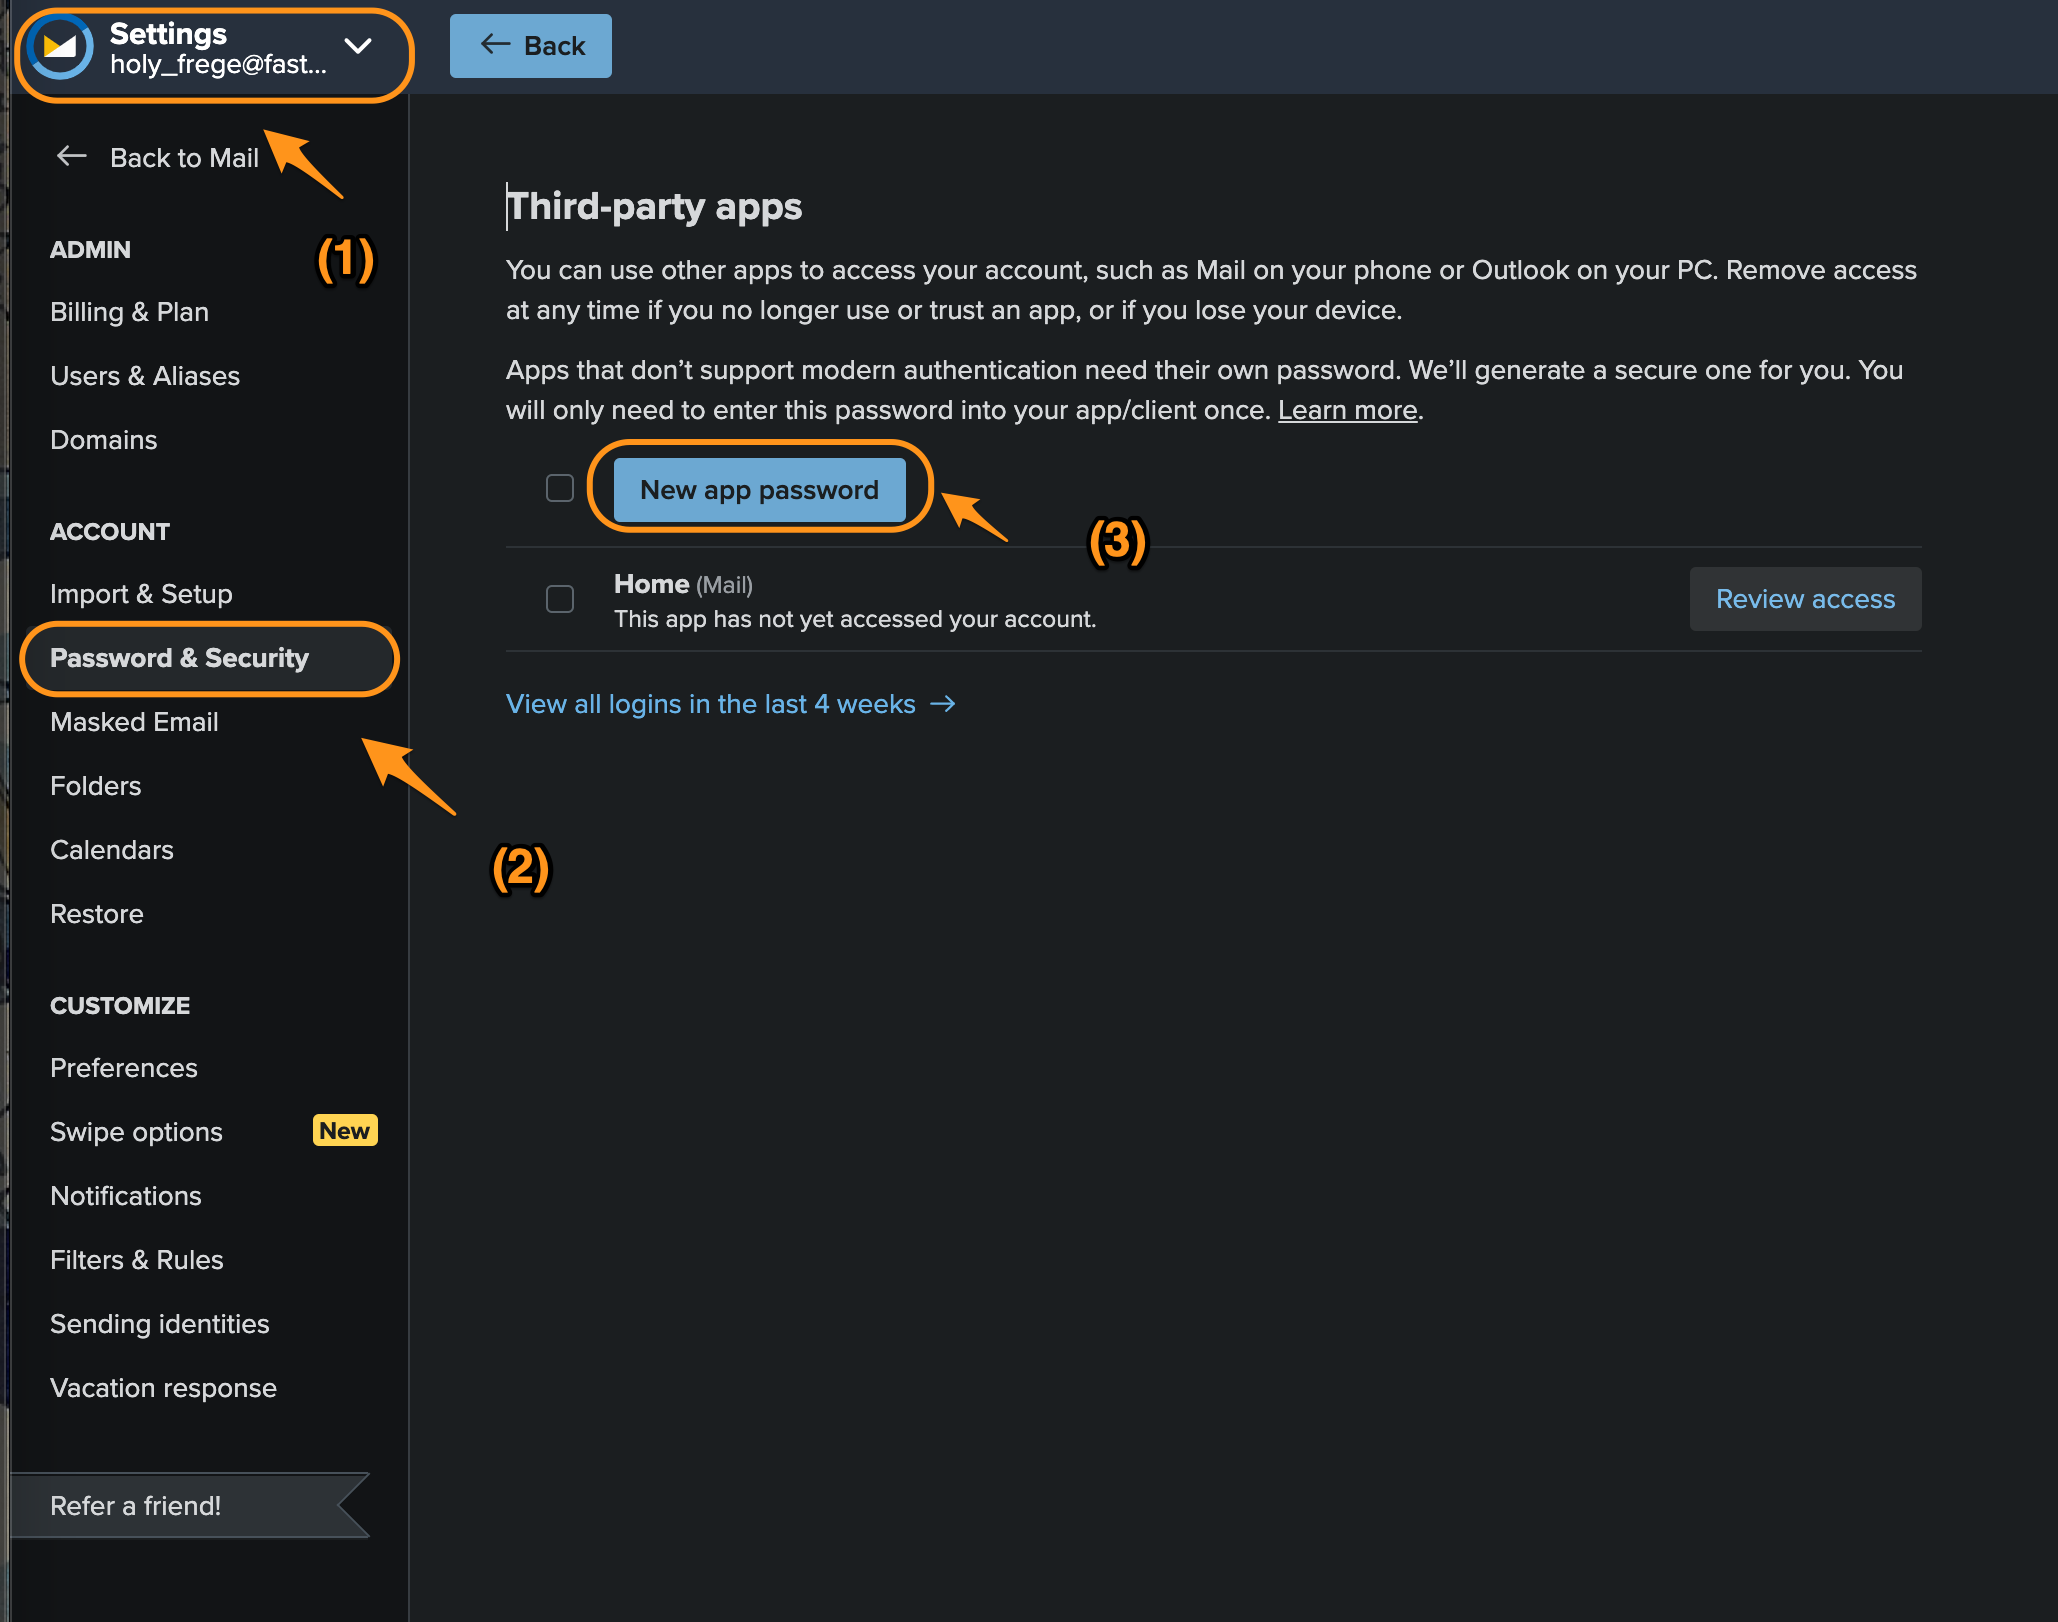 Settings
holy_frege@fast...
Back
Back to Mail
(1)
ADMIN
Billing & Plan
Users & Aliases
Domains
ACCOUNT
Import & Setup
Password & Security
Masked Email
(2)
Folders
Calendars
Restore
CUSTOMIZE
Preferences
Swipe options New
Notifications
Filters & Rules
Sending identities
Vacation response
Refer a friend!
Third-party apps
You can use other apps to access your account, such as Mail on your phone or Outlook on your PC. Remove access
at any time if you no longer use or trust an app, or if you lose your device.
Apps that don’t support modern authentication need their own password. We’ll generate a secure one for you. You
will only need to enter this password into your app/client once. Learn more.
New app password
(3)
Home (Mail)
This app has not yet accessed your account.
Review access
View all logins in the last 4 weeks →